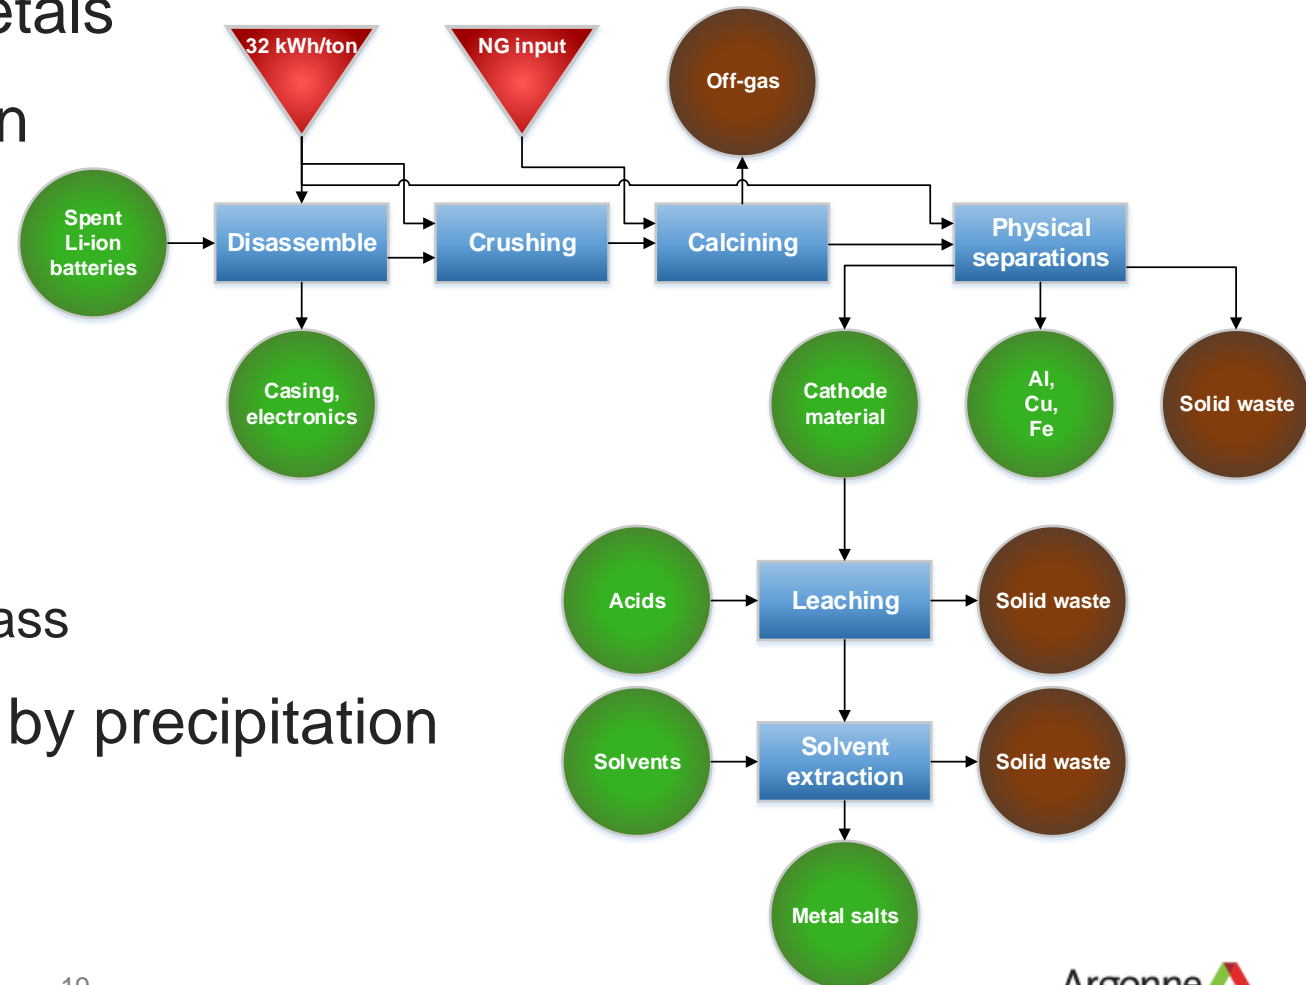 etals
n
ass
by precipitation
32 kWh/ton
NG input
Off-gas
Spent
Li-ion
batteries
Disassemble
Crushing
Calcining
Physical
separations
Casing,
electronics
Cathode
material
Al,
Cu,
Fe
Solid waste
Acids
Leaching
Solid waste
Solvents
Solvent
extraction
Solid waste
Metal salts
19
Argonne